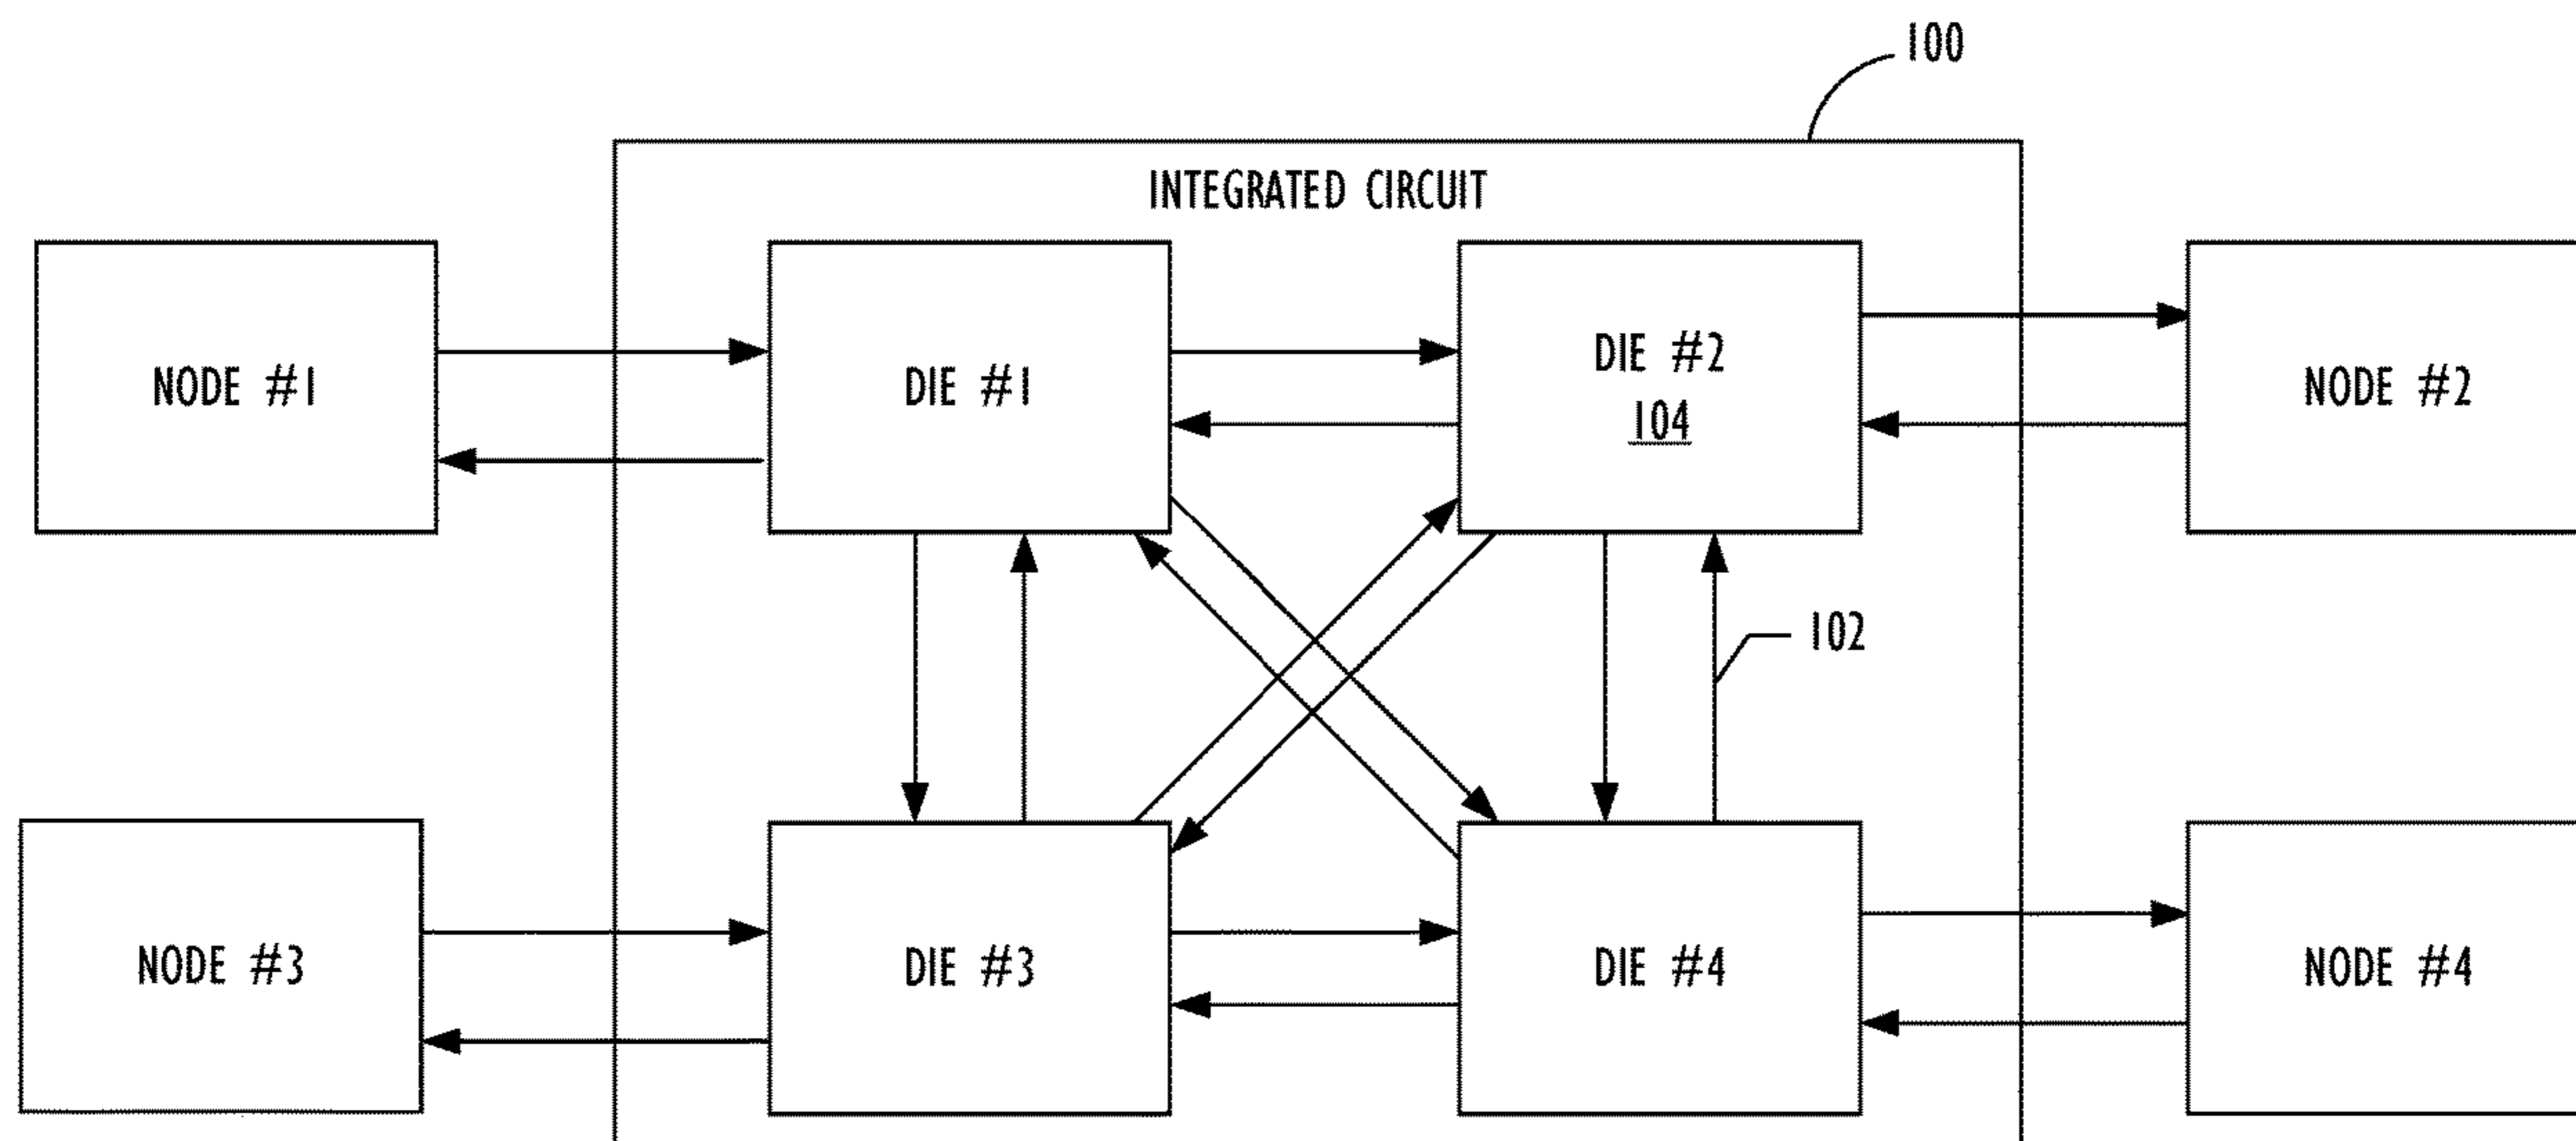 100
INTEGRATED CIRCUIT
NODE #1
DIE #1
DIE #2
104
NODE #2
102
NODE #3
DIE #3
DIE #4
NODE #4